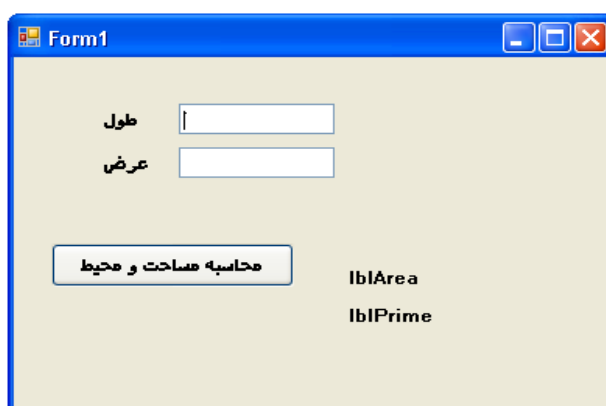 Form1
طول
عرض
محاسبه مساحت و محیط
lblArea
lblPrime